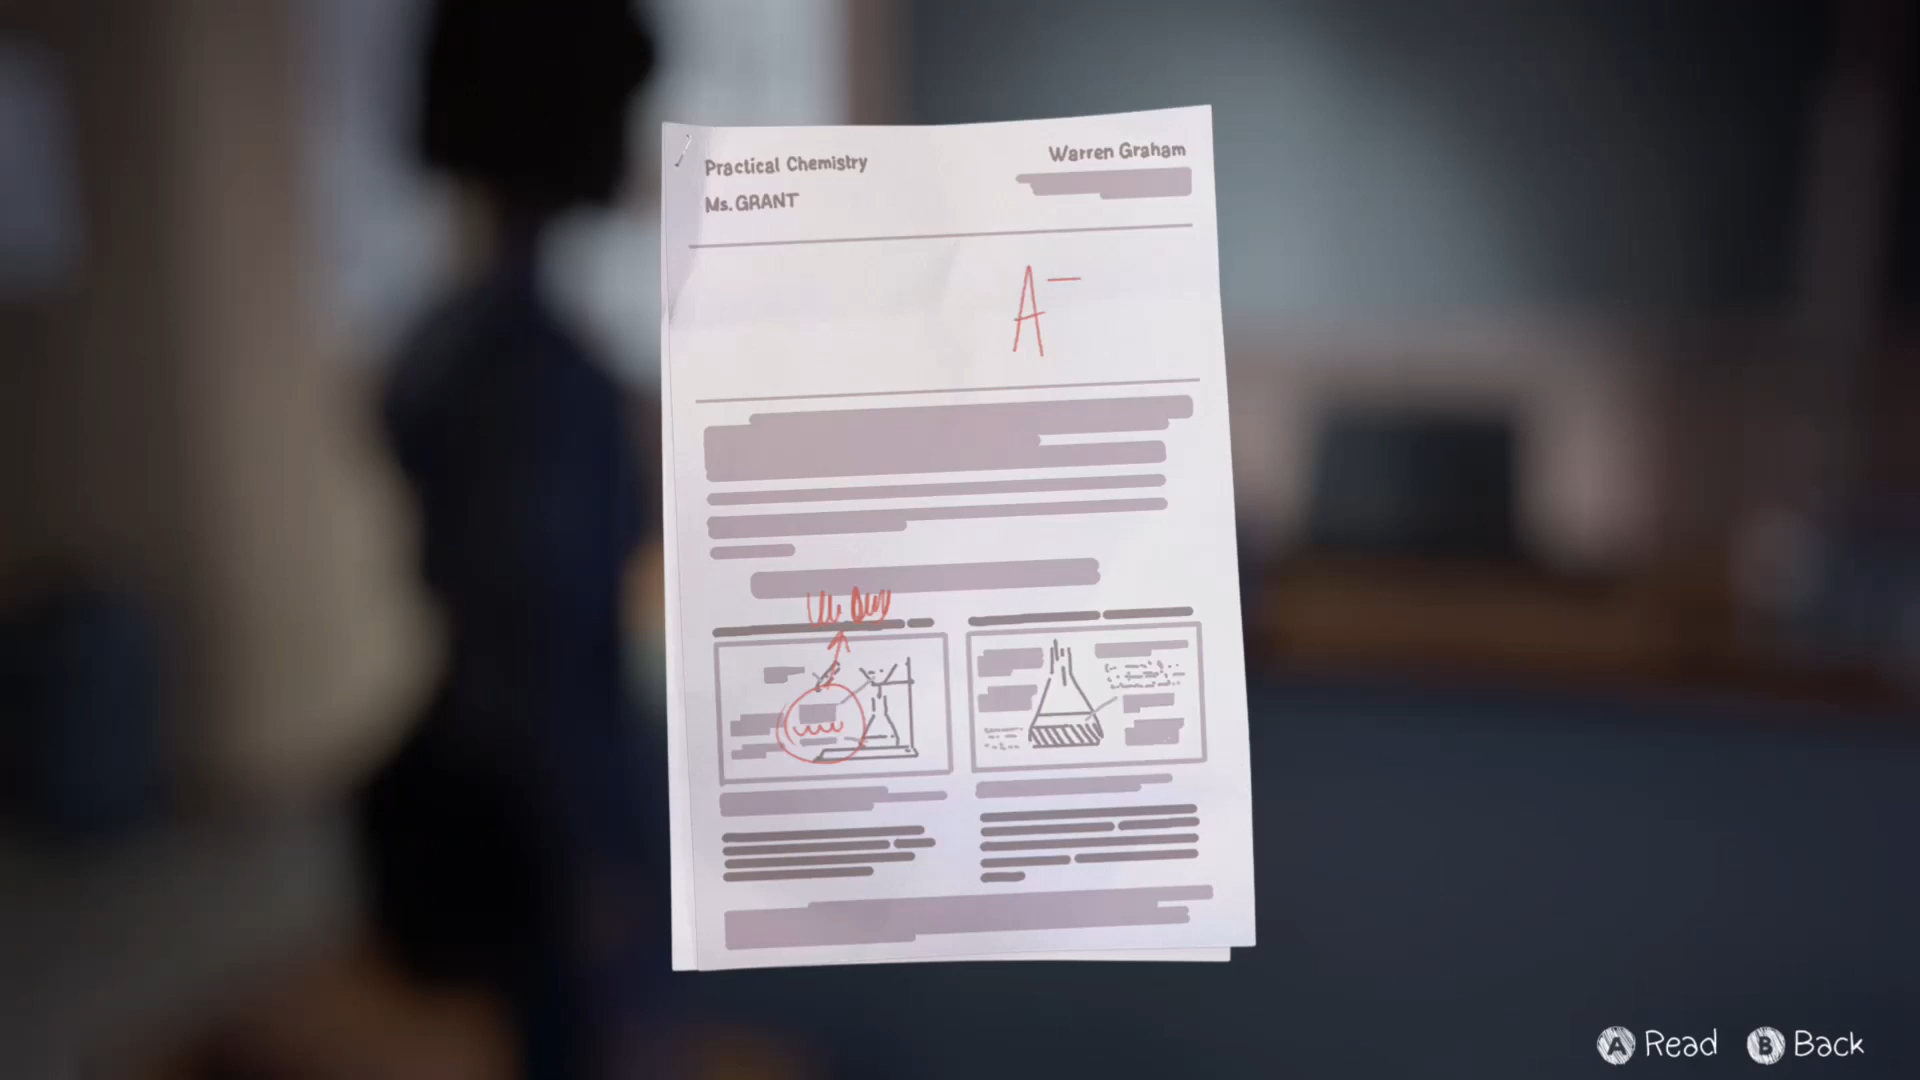 Practical Chemistry
Warren Graham
Ms. GRANT
A-
A Read B Back